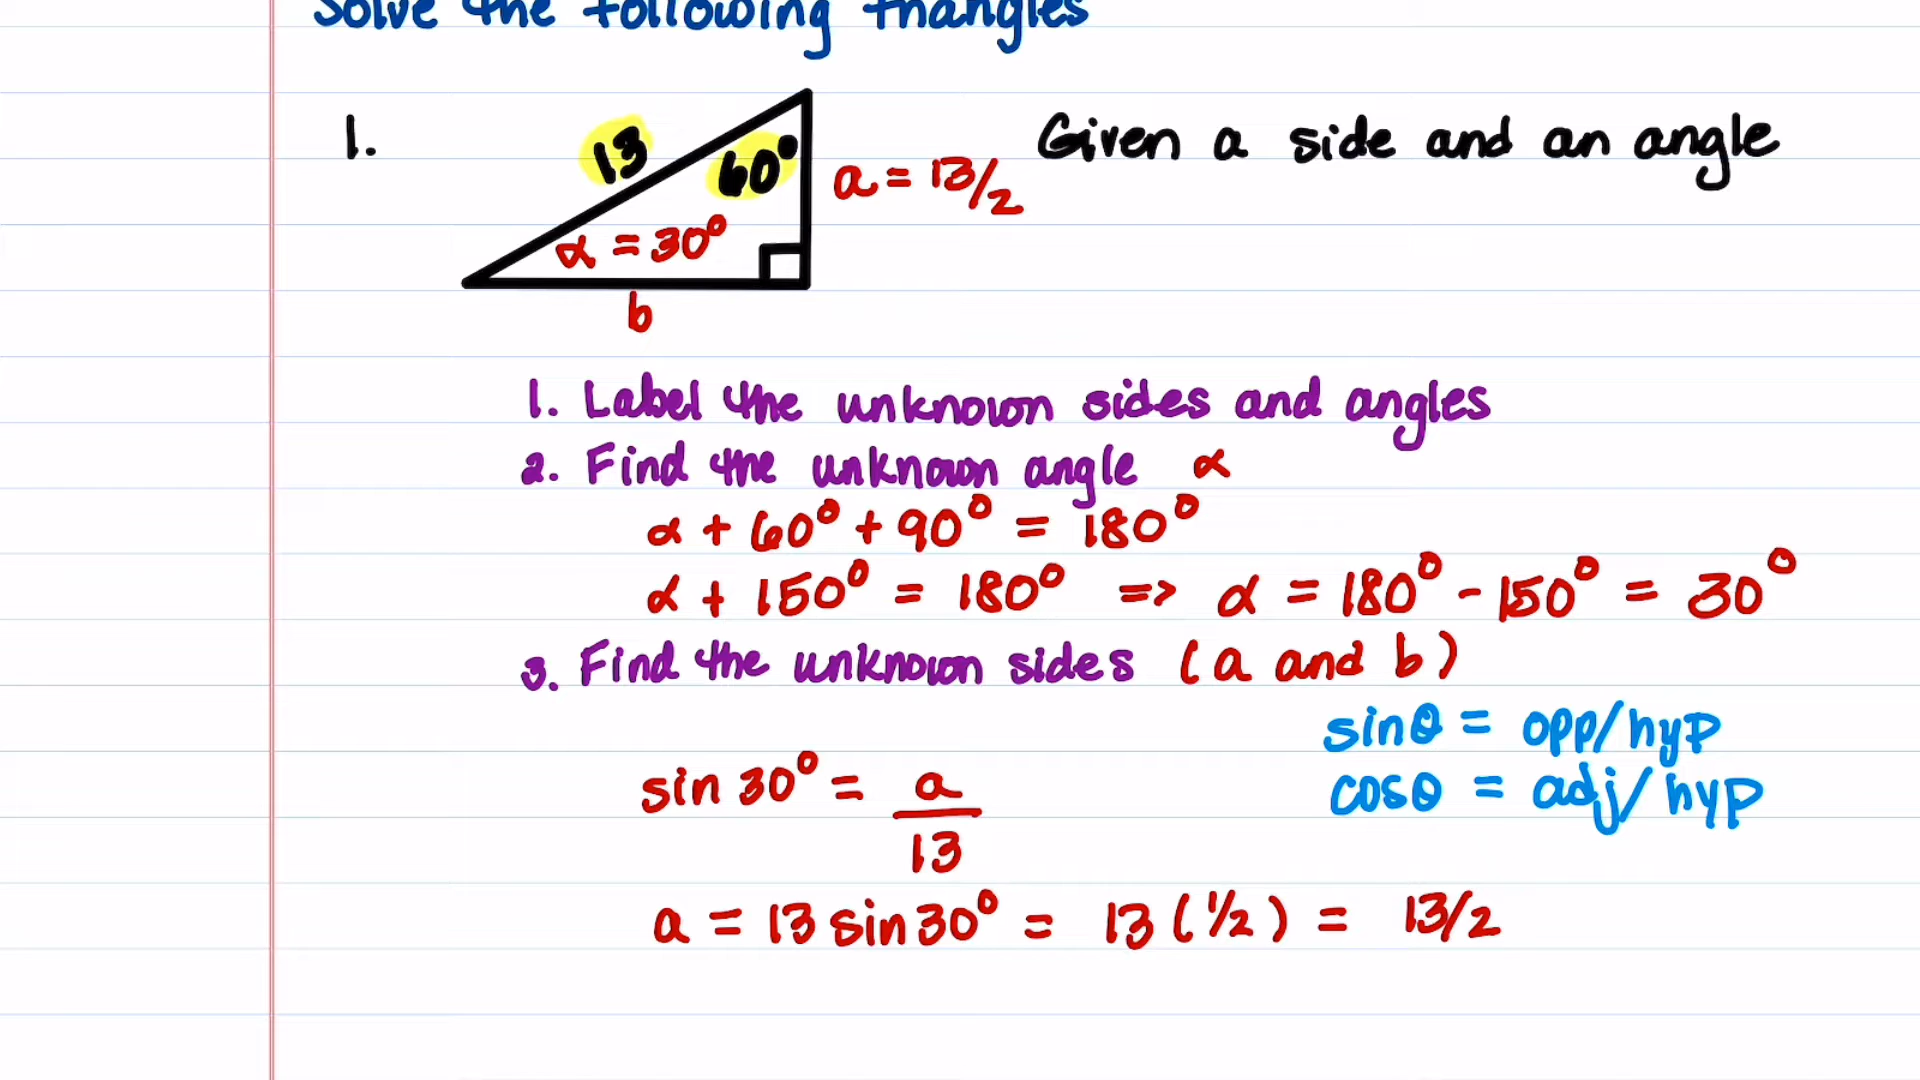 Solve the following triangles
1.
13
60°
a = 13/2
Given a side and an angle
α = 30°
b
1. Label the unknown sides and angles
2. Find the unknown angle α
α + 60° + 90° = 180°
α + 150° = 180° => α = 180° - 150° = 30°
3. Find the unknown sides (a and b)
sinθ = opp/hyp
cosθ = adj/hyp
sin 30° = a/13
a = 13 sin 30° = 13 (1/2) = 13/2